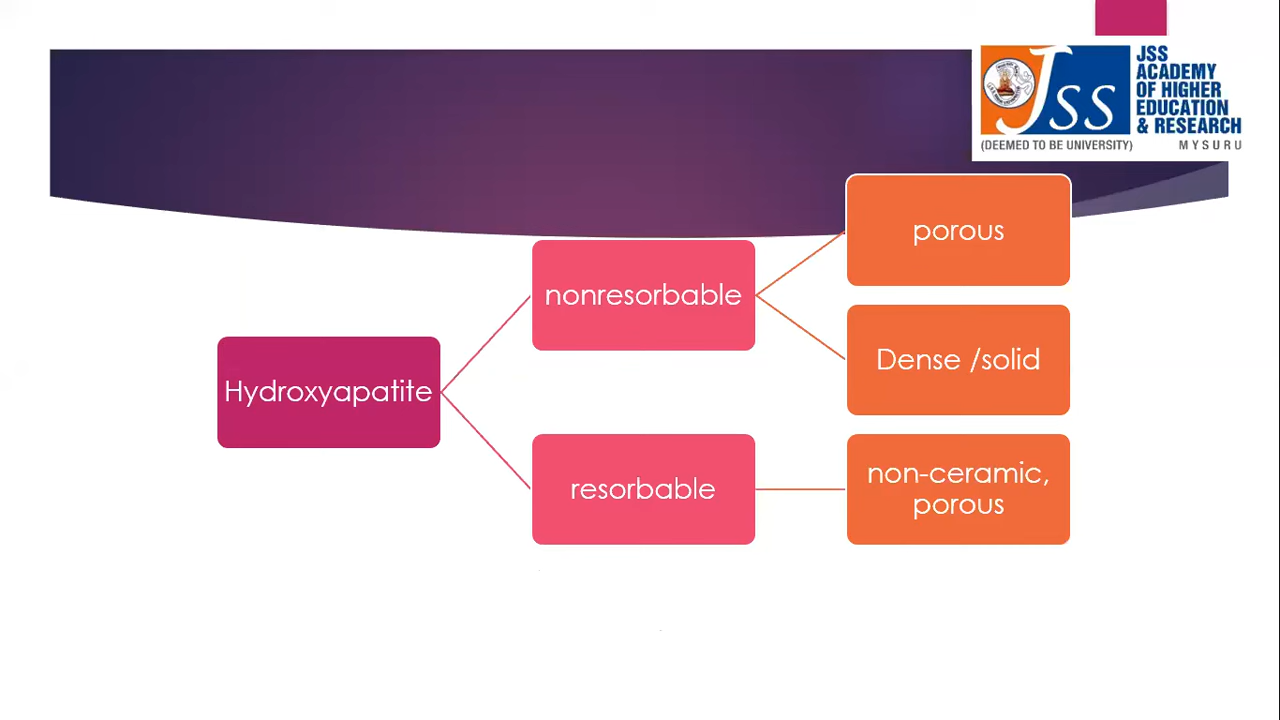 JSS
ACADEMY
OF HIGHER
EDUCATION
& RESEARCH
JSS
(DEEMED TO BE UNIVERSITY)
MYSURU
porous
nonresorbable
Dense /solid
Hydroxyapatite
resorbable
non-ceramic,
porous